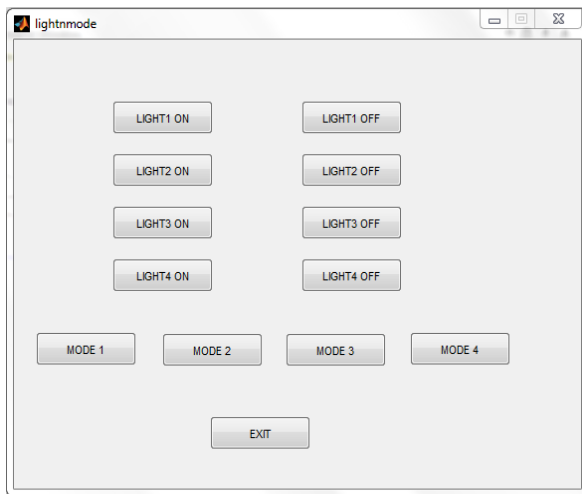 lightnmode
LIGHT1 ON LIGHT1 OFF
LIGHT2 ON LIGHT2 OFF
LIGHT3 ON LIGHT3 OFF
LIGHT4 ON LIGHT4 OFF
MODE 1 MODE 2 MODE 3 MODE 4
EXIT